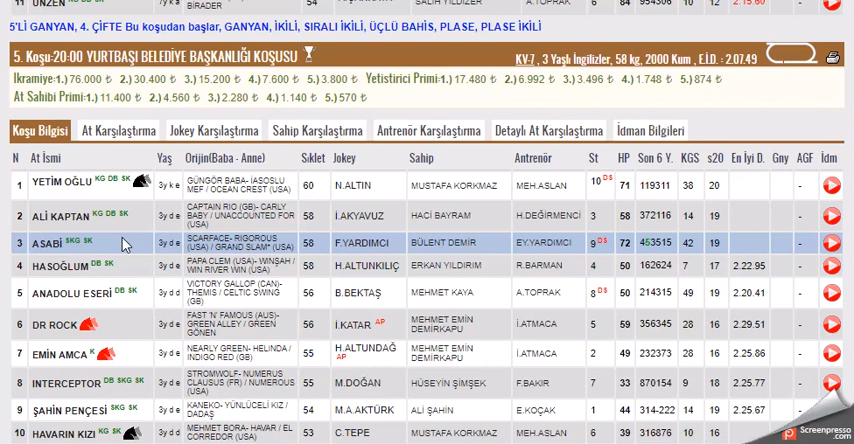 BIRADER
6 84 954310 12 2.15.60
5'Lİ GANYAN, 4. ÇİFTE Bu koşudan başlar, GANYAN, İKİLİ, SIRALI İKİLİ, ÜÇLÜ BAHİS, PLASE, PLASE İKİLİ
5. Koşu:20:00 YURTBAŞI BELEDİYE BAŞKANLIĞI KOŞUSU KV-7 , 3 Yaşlı İngilizler, 58 kg, 2000 Kum , E.İ.D. : 2.07.49
İkramiye:1.) 76.000 ₺ 2.) 30.400 ₺ 3.) 15.200 ₺ 4.) 7.600 ₺ 5.) 3.800 ₺ Yetiştirici Primi:1.) 17.480 ₺ 2.) 6.992 ₺ 3.) 3.496 ₺ 4.) 1.748 ₺ 5.) 874 ₺
At Sahibi Primi:1.) 11.400 ₺ 2.) 4.560 ₺ 3.) 2.280 ₺ 4.) 1.140 ₺ 5.) 570 ₺
Koşu Bilgisi At Karşılaştırma Jokey Karşılaştırma Sahip Karşılaştırma Antrenör Karşılaştırma Detaylı At Karşılaştırma İdman Bilgileri
N At İsmi Yaş Orijin(Baba - Anne) Sıklet Jokey Sahip Antrenör St HP Son 6 Y. KGS s20 En İyi D. Gny AGF İdm
1 YETİM OĞLU KG DB SK 3y k e GÜNGÖR BABA- İASOSLU MEF / OCEAN CREST (USA) 60 N.ALTIN MUSTAFA KORKMAZ MEH.ASLAN 10 DS 71 119311 38 20 -
2 ALİ KAPTAN KG DB SK 3y d e CAPTAIN RIO (GB)- CARLY BABY / UNACCOUNTED FOR (USA) 58 İ.AKYAVUZ HACİ BAYRAM H.DEĞİRMENCİ 3 58 372116 14 19 -
3 ASABİ SKG SK 3y d e SCARFACE- RIGOROUS (USA) / GRAND SLAM* (USA) 58 F.YARDIMCI BÜLENT DEMİR EY.YARDIMCI 9 DS 72 453515 42 19 -
4 HASOĞLUM DB SK 3y d e PAPA CLEM (USA)- WINŞAH / WIN RIVER WIN (USA) 58 H.ALTUNKILIÇ ERKAN YILDIRIM R.BARMAN 4 50 162624 7 17 2.22.95 -
5 ANADOLU ESERİ DB SK 3y d d VICTORY GALLOP (CAN)- THEMIS / CELTIC SWING (GB) 56 B.BEKTAŞ MEHMET KAYA A.TOPRAK 8 DS 50 214315 49 19 2.20.41 -
6 DR ROCK 3y d e FAST 'N' FAMOUS (AUS)- GREEN ALLEY / GREEN GÖNEN 56 İ.KATAR AP MEHMET EMİN DEMİRKAPU İ.ATMACA 5 59 356345 28 16 2.29.51 -
7 EMİN AMCA K 3y d e NEARLY GREEN- HELINDA / INDIGO RED (GB) 55 H.ALTUNDAĞ AP MEHMET EMİN DEMİRKAPU İ.ATMACA 2 49 232373 28 16 2.25.86 -
8 INTERCEPTOR DB SKG SK 3y d e STROMWOLF- NUMERUS CLAUSUS (FR) / NUMEROUS (USA) 55 M.DOĞAN HÜSEYİN ŞİMŞEK F.BAKIR 7 33 870154 9 18 2.25.77 -
9 ŞAHİN PENÇESİ SKG SK 3y d e KANEKO- YÜNLÜCELİ KIZ / DADAŞ 54 M.A.AKTÜRK ALİ ŞAHİN E.KOÇAK 1 44 314-222 14 19 2.25.67 -
10 HAVARIN KIZI KG SK 3y d d MEHMET BORA- HAVAR / EL CORREDOR (USA) 53 C.TEPE MUSTAFA KORKMAZ MEH.ASLAN 6 39 316876 10 16 -
Screenpresso
.com